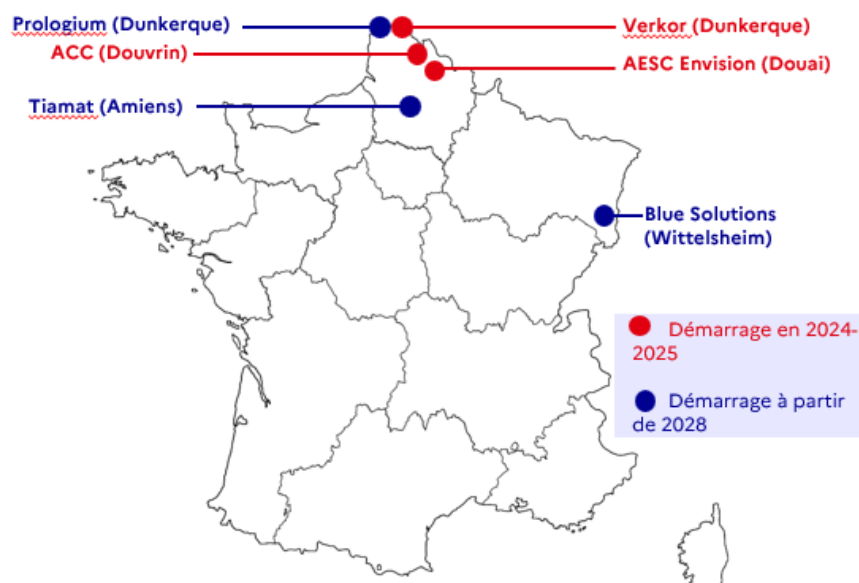 Prologium (Dunkerque)
Verkor (Dunkerque)
ACC (Douvrin)
AESC Envision (Douai)
Tiamat (Amiens)
Blue Solutions
(Wittelsheim)
Démarrage en 2024-
2025
Démarrage à partir
de 2028